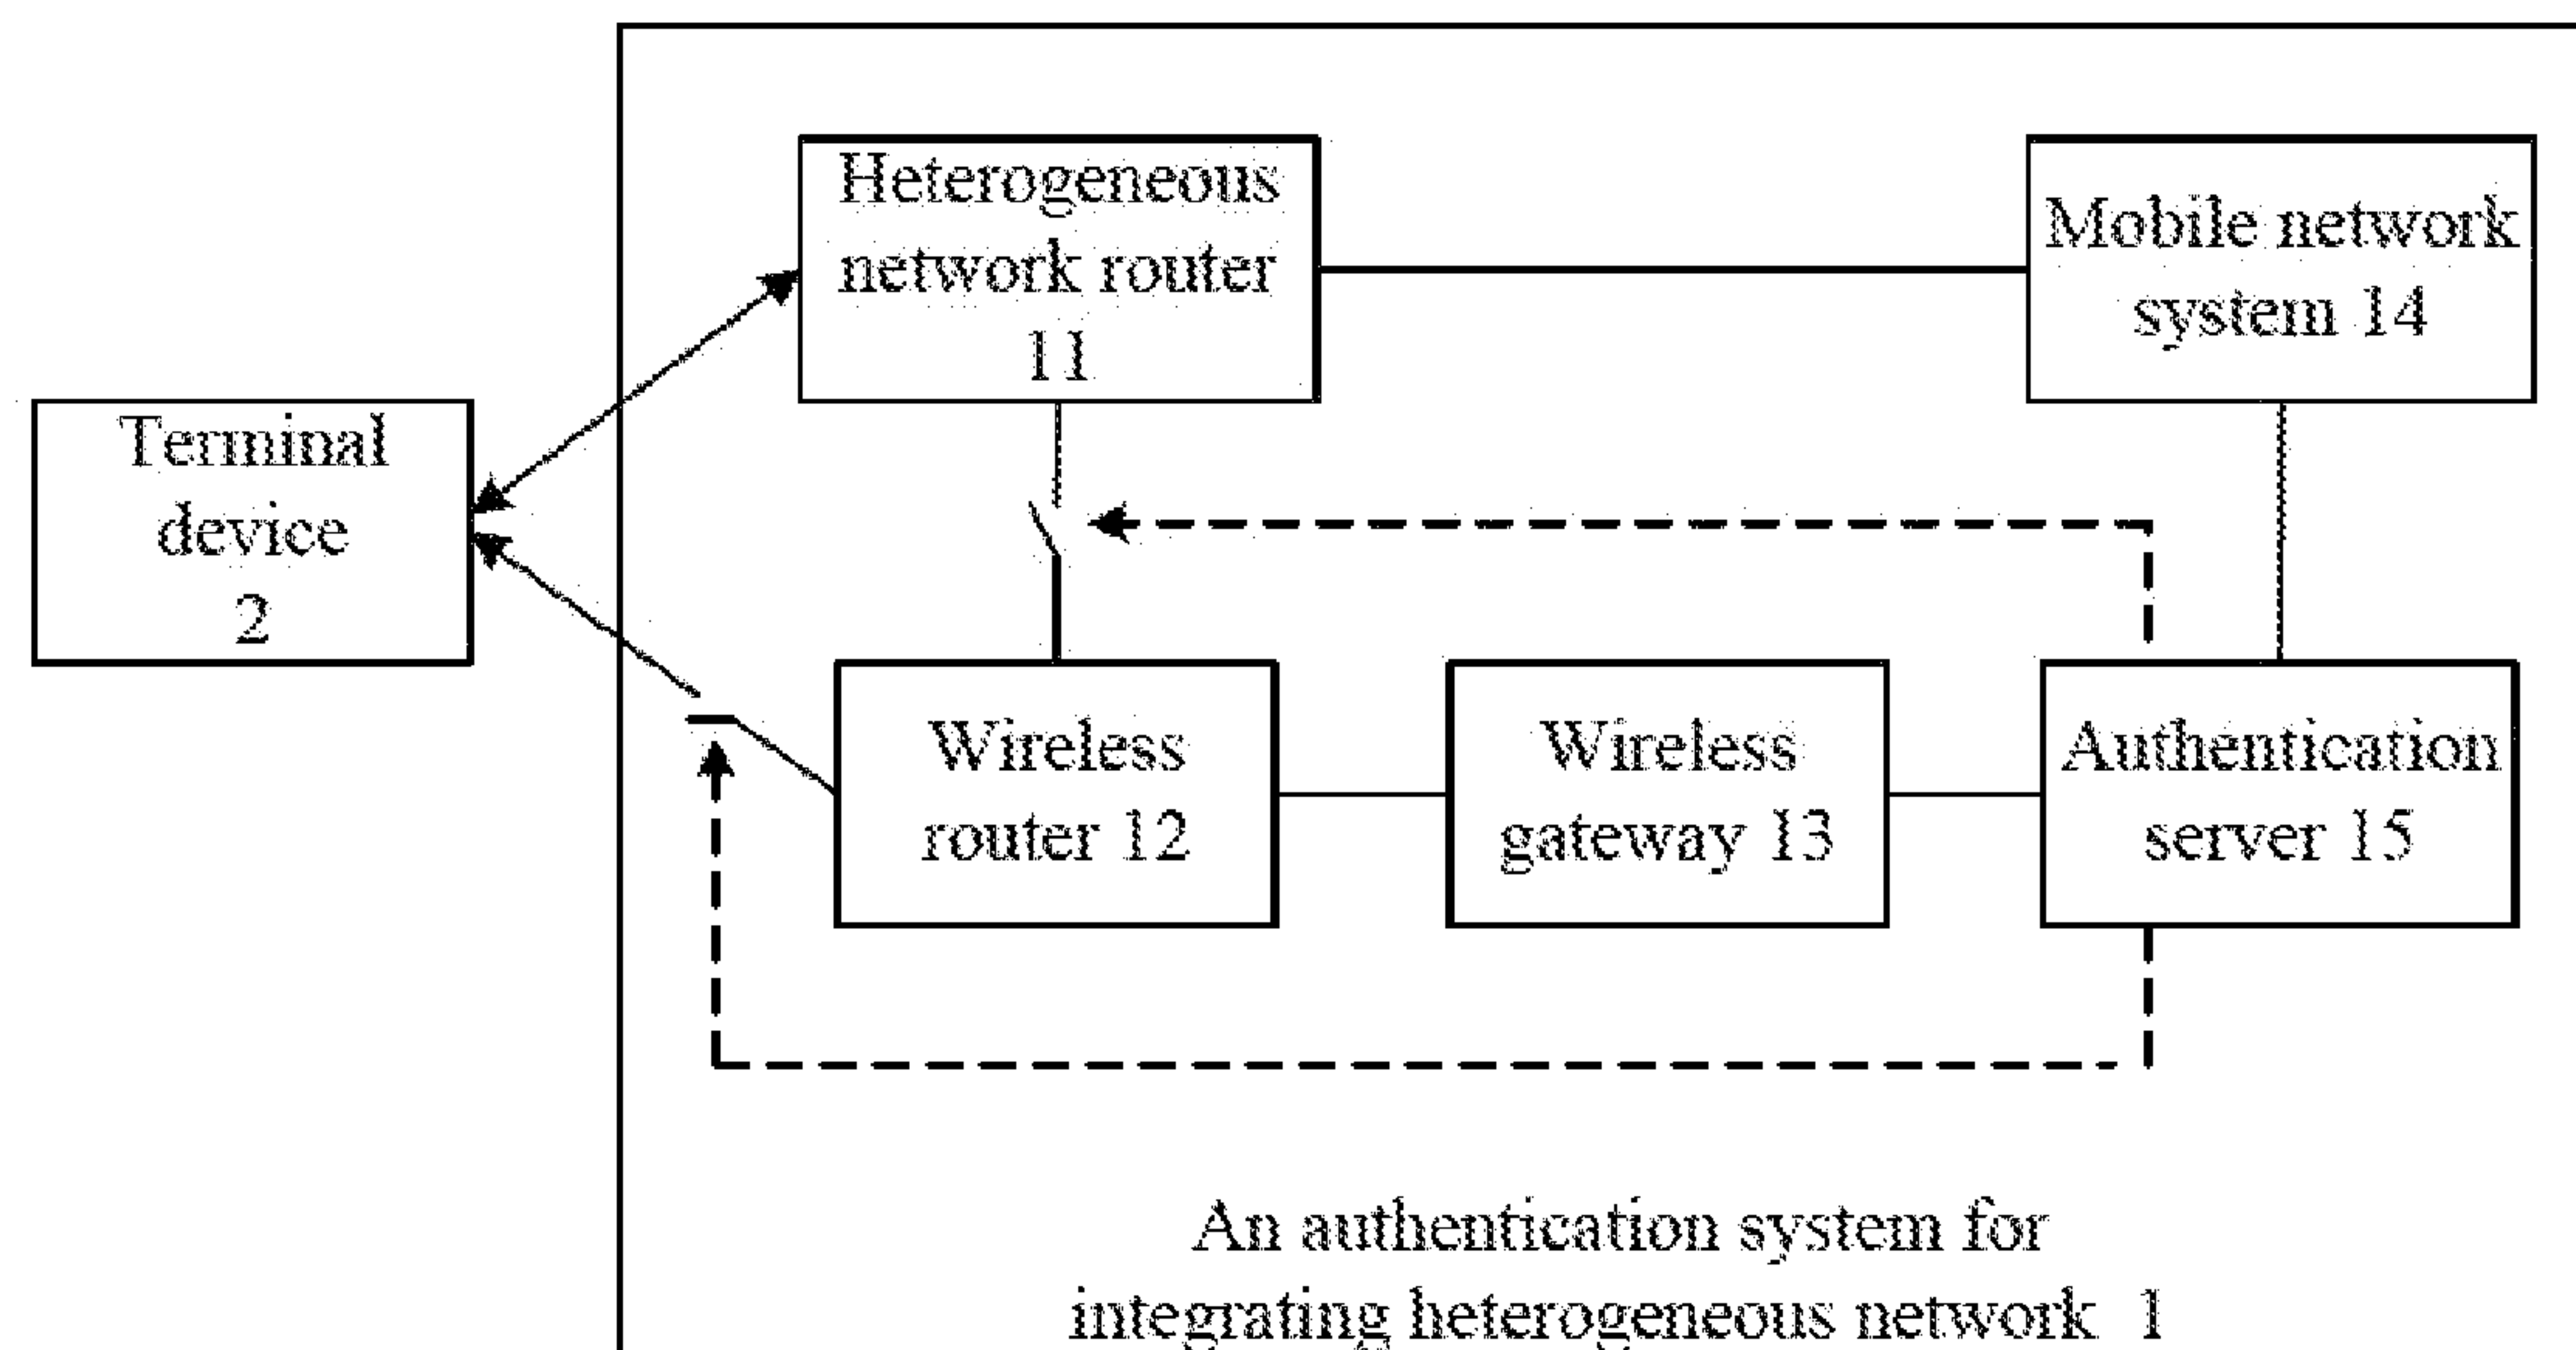 Heterogeneous
network router
11
Mobile network
system 14
Terminal
device
2
Wireless
router 12
Wireless
gateway 13
Authentication
server 15
An authentication system for
integrating heterogeneous network 1